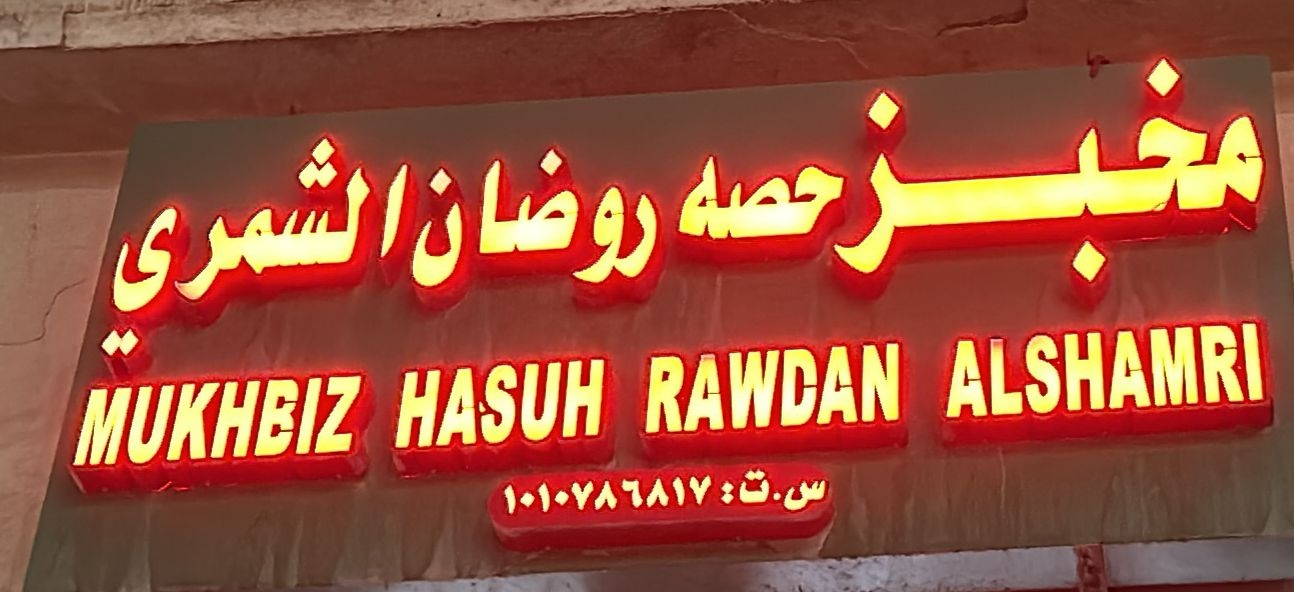 مخبز حصه روضان الشمري
MUKHBIZ HASUH RAWDAN ALSHAMRI
س.ت: ١٠١٠٧٨٦٨١٧